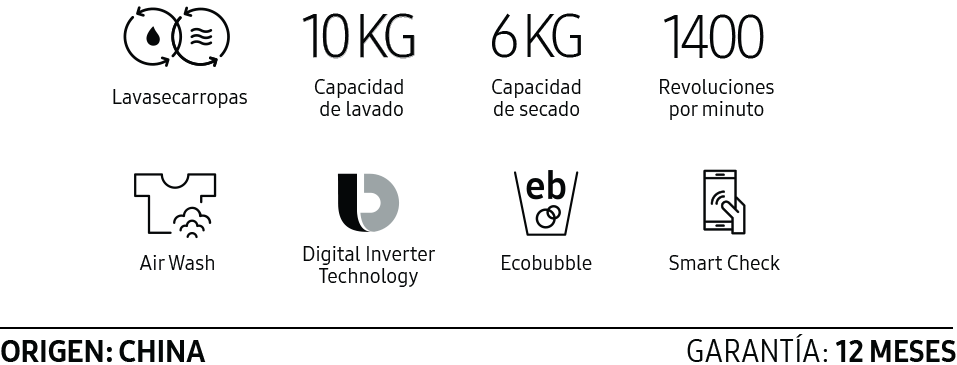 10 KG
6 KG
1400
Lavasecarropas
Capacidad
de lavado
Capacidad
de secado
Revoluciones
por minuto
eb
Air Wash
Digital Inverter
Technology
Ecobubble
Smart Check
ORIGEN: CHINA
GARANTÍA: 12 MESES